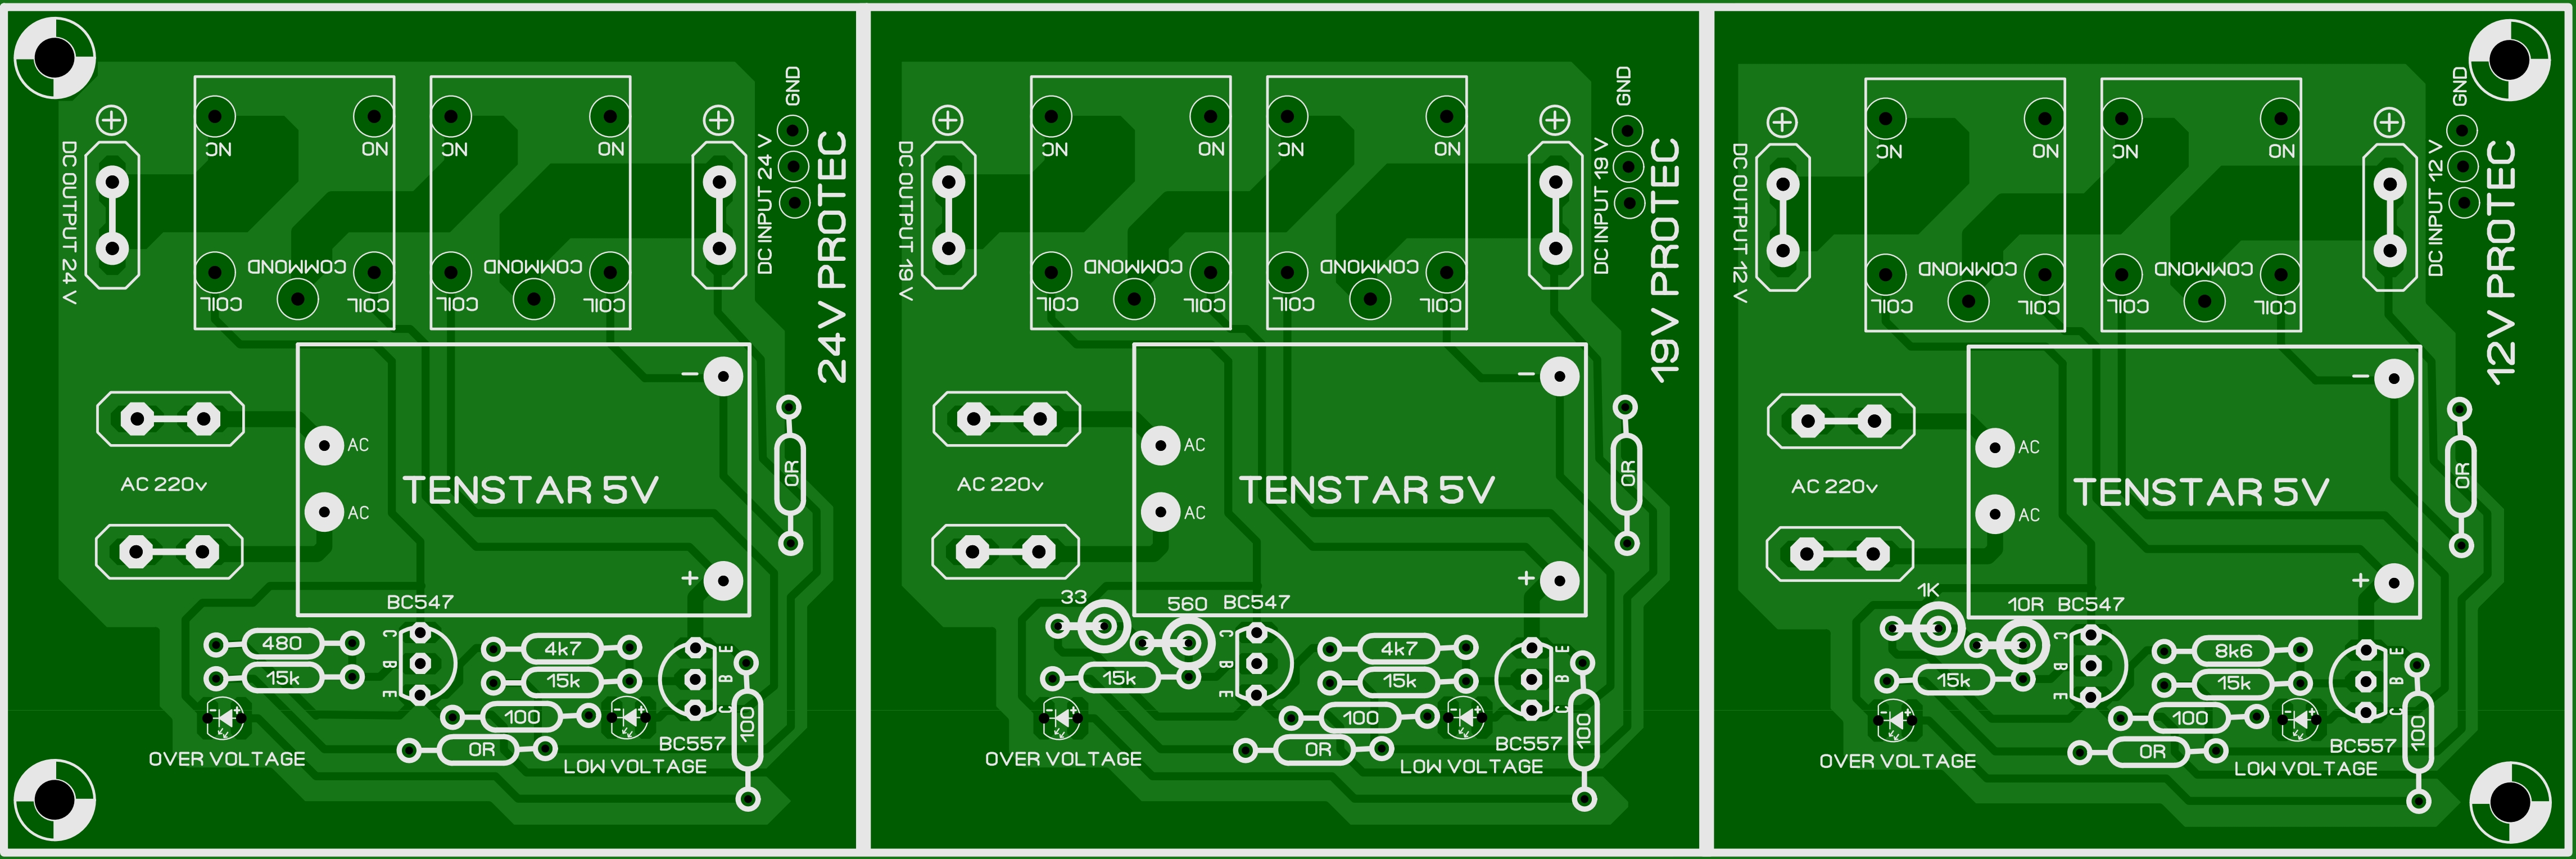 GND
NC
NO
NC
NO
DC OUTPUT 24 V
DC INPUT 24 V
24V PROTEC
COMMOND
COMMOND
COIL
COIL
COIL
COIL
−
AC
AC 220v
TENSTAR 5V
AC
OR
+
BC547
480
C
4k7
E
15k
B
15k
B
E
100
C
100
OVER VOLTAGE
OR
BC557
LOW VOLTAGE
GND
NC
NO
NC
NO
DC OUTPUT 19 V
DC INPUT 19 V
19V PROTEC
COMMOND
COMMOND
COIL
COIL
COIL
COIL
−
AC
AC 220v
TENSTAR 5V
AC
OR
+
33
560
BC547
C
4k7
E
15k
B
15k
B
E
100
C
100
OVER VOLTAGE
OR
BC557
LOW VOLTAGE
GND
NC
NO
NC
NO
DC OUTPUT 12 V
DC INPUT 12 V
12V PROTEC
COMMOND
COMMOND
COIL
COIL
COIL
COIL
−
AC
AC 220v
TENSTAR 5V
AC
OR
+
1K
10R
BC547
C
8k6
E
15k
B
15k
B
E
100
C
100
OVER VOLTAGE
OR
BC557
LOW VOLTAGE